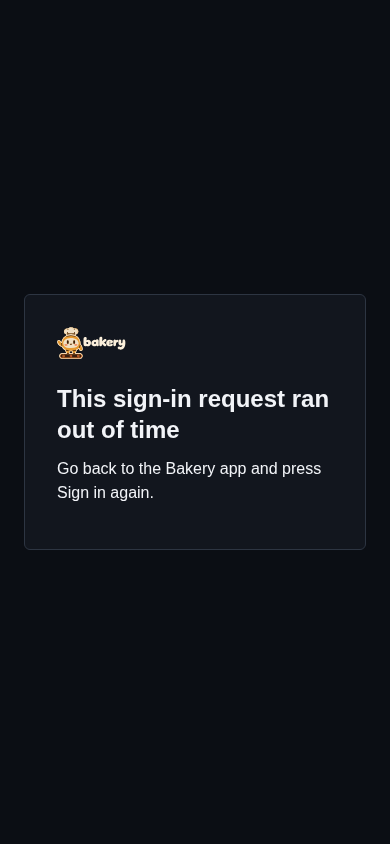 bakery
This sign-in request ran
out of time
Go back to the Bakery app and press
Sign in again.